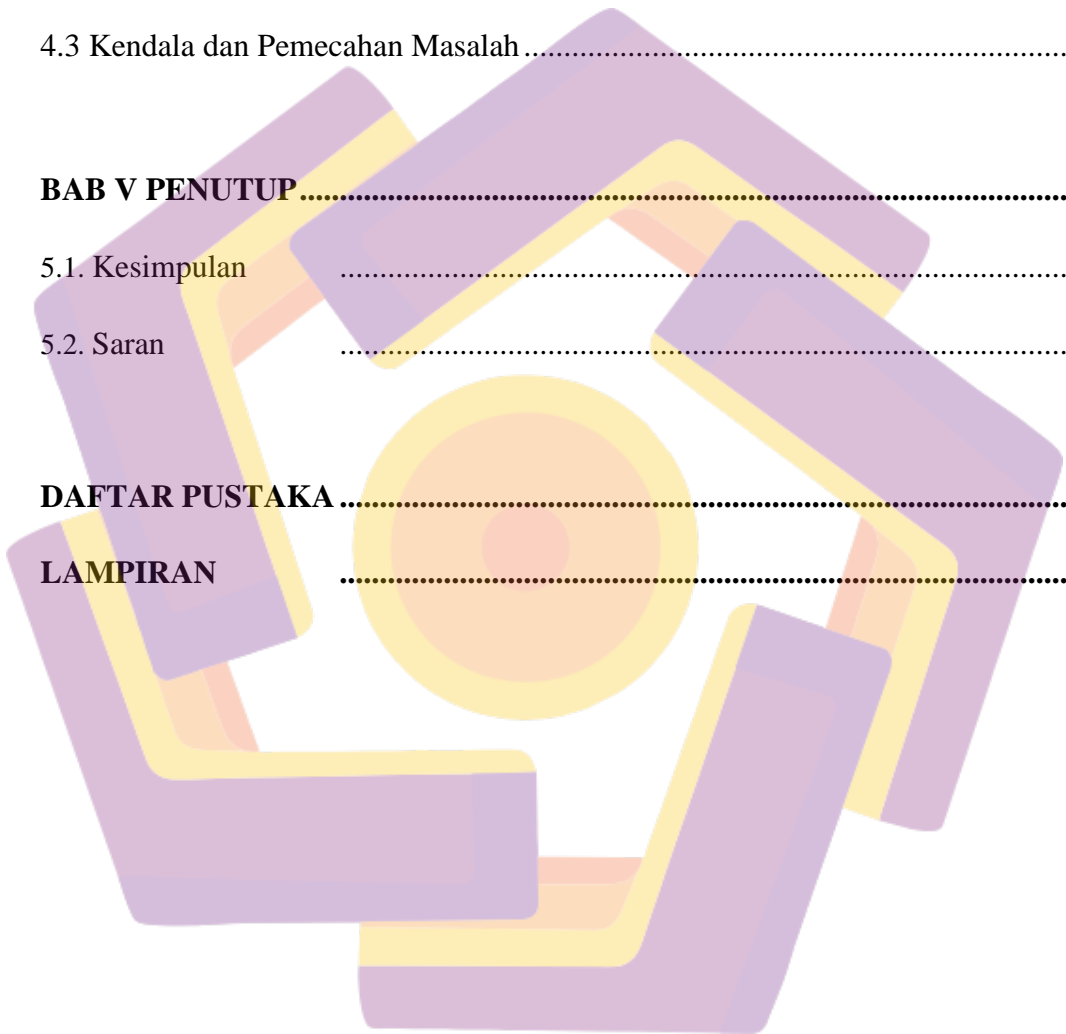 4.3 Kendala dan Pemecahan Masalah ............................................................
BAB V PENUTUP ....................................................................................
5.1. Kesimpulan ................................................................................
5.2. Saran ................................................................................
DAFTAR PUSTAKA ................................................................................
LAMPIRAN ................................................................................